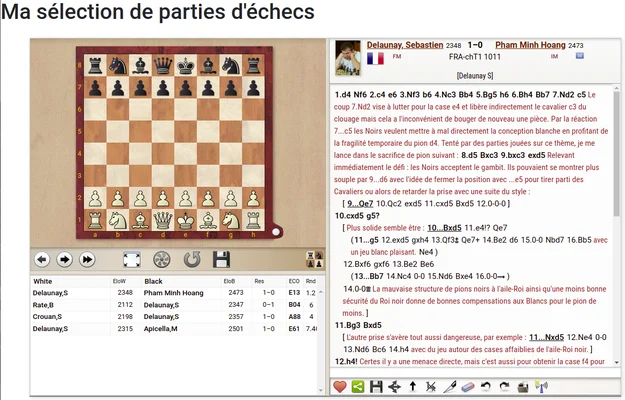 Ma sélection de parties d'échecs
8
7
6
5
4
3
2
1
a b c d e f g h
White EloW Black EloB Res ECO Rnd
Delaunay,S 2348 Pham Minh Hoang 2473 1–0 E13 1.2
Rate,B 2112 Delaunay,S 2347 0–1 B04 6
Crouan,S 2198 Delaunay,S 2357 1–0 A88 4
Delaunay,S 2315 Apicella,M 2501 1–0 E61 7.4
Delaunay, Sebastien 2348 1–0 Pham Minh Hoang 2473
FM FRA-chT1 1011 IM
[Delaunay S]
1.d4 Nf6 2.c4 e6 3.Nf3 b6 4.Nc3 Bb4 5.Bg5 h6 6.Bh4 Bb7 7.Nd2 c5 Le
coup 7.Nd2 vise à lutter pour la case e4 et libère indirectement le cavalier c3 du
clouage mais cela a l'inconvénient de bouger de nouveau une pièce. Par la réaction
7...c5 les Noirs veulent mettre à mal directement la conception blanche en profitant de
la fragilité temporaire du pion d4. Tenté par des parties jouées sur ce thème, je me
lance dans le sacrifice de pion suivant : 8.d5 Bxc3 9.bxc3 exd5 Relevant
immédiatement le défi : les Noirs acceptent le gambit. Ils pouvaient se montrer plus
souple par 9...d6 avec l'idée de fermer la position avec ...e5 pour tirer parti des
Cavaliers ou alors de retarder la prise avec une suite du style :
[ 9...Qe7 10.Qc2 exd5 11.cxd5 Bxd5 12.0-0-0 ]
10.cxd5 g5?
[ Plus solide semble être : 10...Bxd5 11.e4!? Qe7
(11...g5 12.exd5 gxh4 13.Qf3± Qe7+ 14.Be2 d6 15.0-0 Nbd7 16.Bb5 avec
un jeu blanc plaisant. Ne4 )
12.Bxf6 gxf6 13.Be2 Be6
(13...Bb7 14.Nc4 0-0 15.Nd6 Bxe4 16.0-0→ )
14.0-0 La mauvaise structure de pions noirs à l'aile-Roi ainsi qu'une moins bonne
sécurité du Roi noir donne de bonnes compensations aux Blancs pour le pion de
moins. ]
11.Bg3 Bxd5
[ L'autre prise s'avère tout aussi dangereuse, par exemple : 11...Nxd5 12.Ne4 0-0
13.Nd6 Bc6 14.h4 avec du jeu autour des cases affaiblies de l'aile-Roi noir. ]
12.h4! Certes il y a une menace directe, mais c'est aussi pour obtenir la case f4 pour